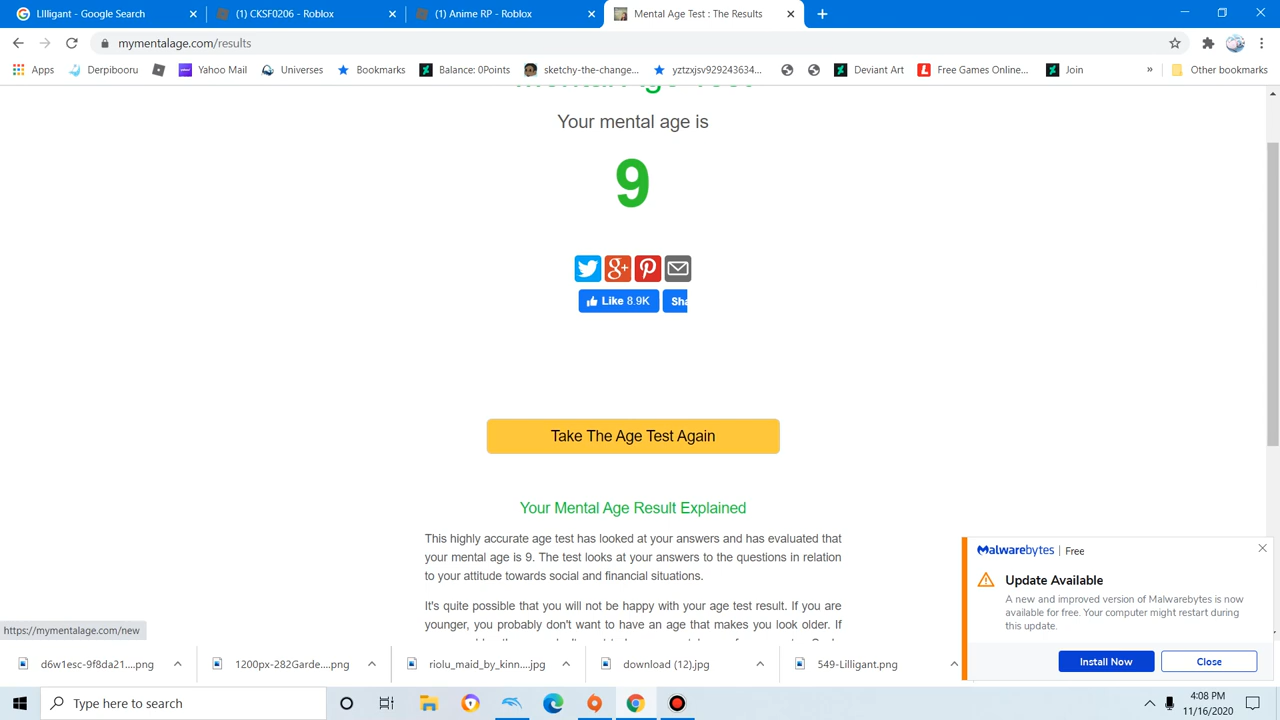 LIligant - Google Search
(1) CKSF0206 - Roblox
(1) Anime RP - Roblox
Mental Age Test : The Results
mymentalage.com/results
Apps
Derpibooru
Yahoo Mail
Universes
Bookmarks
Balance: 0Points
sketchy-the-change...
yztzxjsv929243634...
Deviant Art
Free Games Online...
Join
»
Other bookmarks
Mental Age Test
Your mental age is
9
Like 8.9K
Sha
Take The Age Test Again
Your Mental Age Result Explained
This highly accurate age test has looked at your answers and has evaluated that
your mental age is 9. The test looks at your answers to the questions in relation
to your attitude towards social and financial situations.
It's quite possible that you will not be happy with your age test result. If you are
younger, you probably don't want to have an age that makes you look older. If
Malwarebytes | Free
Update Available
A new and improved version of Malwarebytes is now
available for free. Your computer might restart during
this update.
Install Now
Close
https://mymentalage.com/new
d6w1esc-9f8da21....png
1200px-282Garde....png
riolu_maid_by_kinn....jpg
download (12).jpg
549-Lilligant.png
Type here to search
4:08 PM
11/16/2020